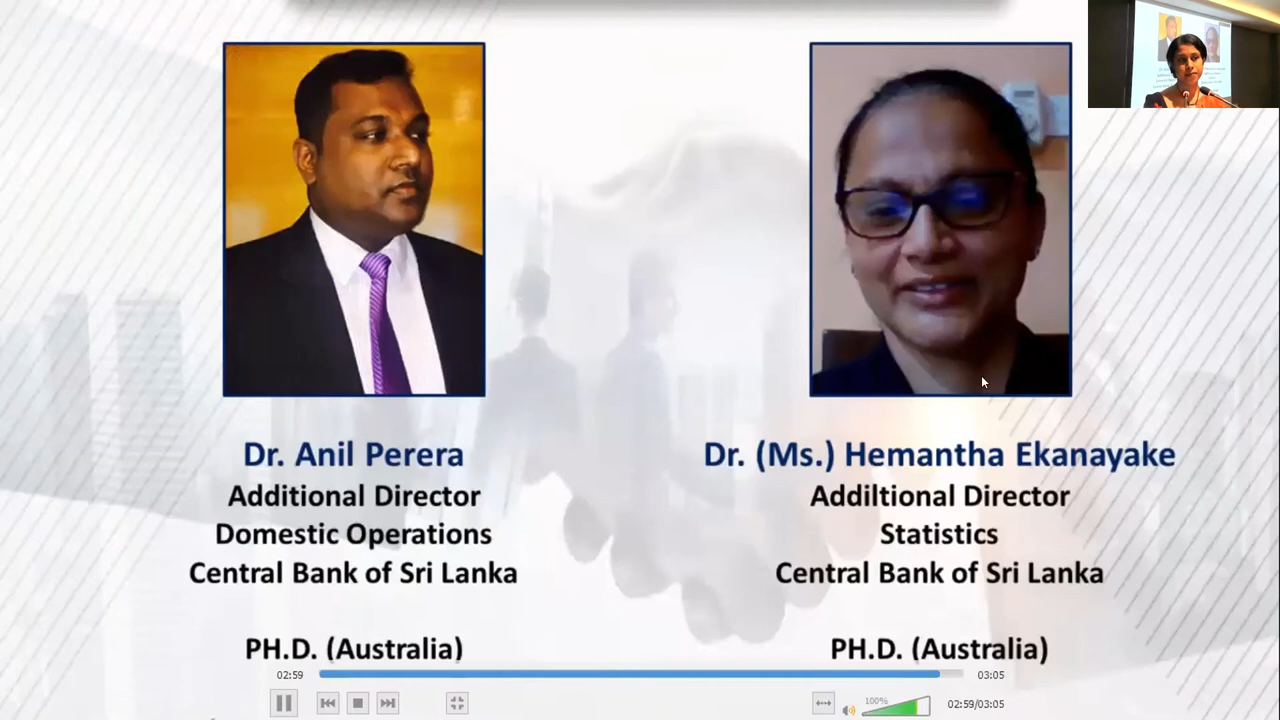 Dr. Anil Perera
Additional Director
Domestic Operations
Central Bank of Sri Lanka
PH.D. (Australia)
Dr. (Ms.) Hemantha Ekanayake
Addiltional Director
Statistics
Central Bank of Sri Lanka
PH.D. (Australia)
02:59
03:05
100%
02:59/03:05